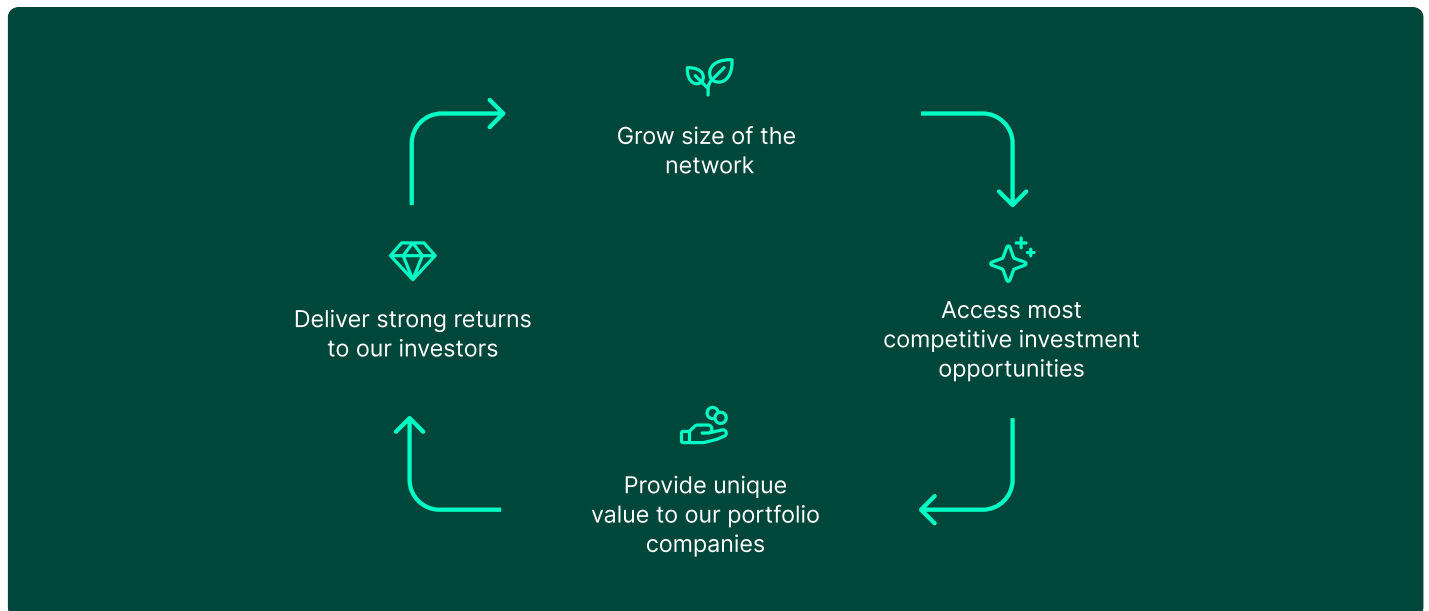 Grow size of the
network
Deliver strong returns
to our investors
Access most
competitive investment
opportunities
Provide unique
value to our portfolio
companies